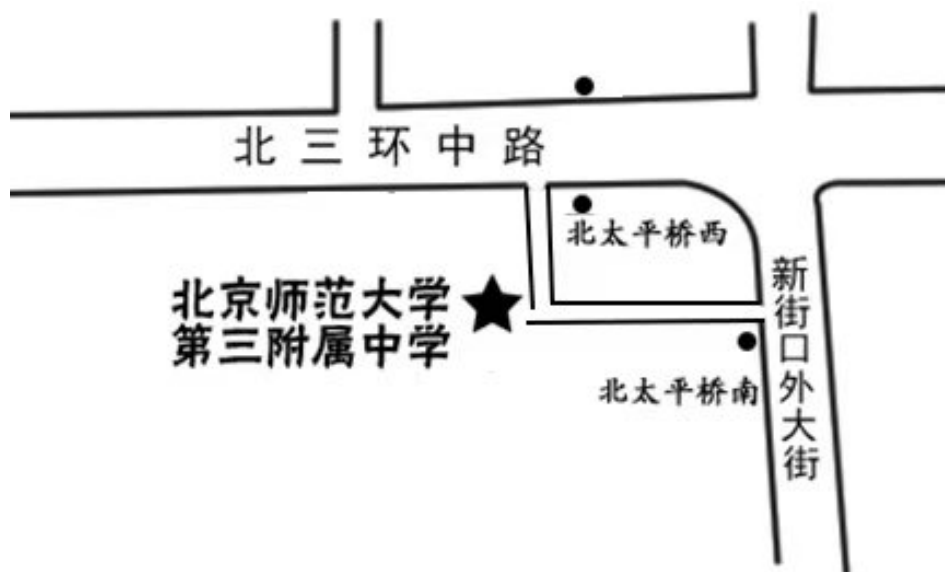 北三环中路
北太平桥西
北京师范大学
第三附属中学
新街口外大街
北太平桥南